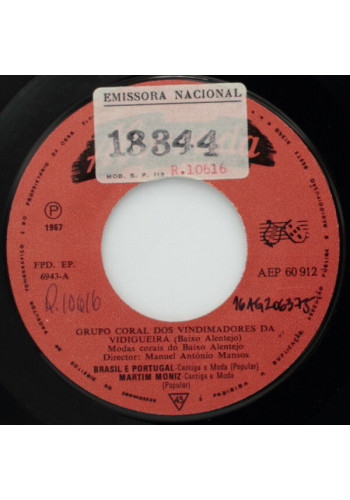 EMISSORA NACIONAL
18344
MOD. S. P. 119 R.10616
P
1967
FPD. EP.
6943-A
AEP 60 912
R.10616
GRUPO CORAL DOS VINDIMADORES DA
VIDIGUEIRA (Baixo Alentejo)
Modas corais do Baixo Alentejo
Director: Manuel António Mansos
BRASIL E PORTUGAL-Cantiga e Moda (Popular)
MARTIM MONIZ-Cantiga e Moda
(Popular)
45